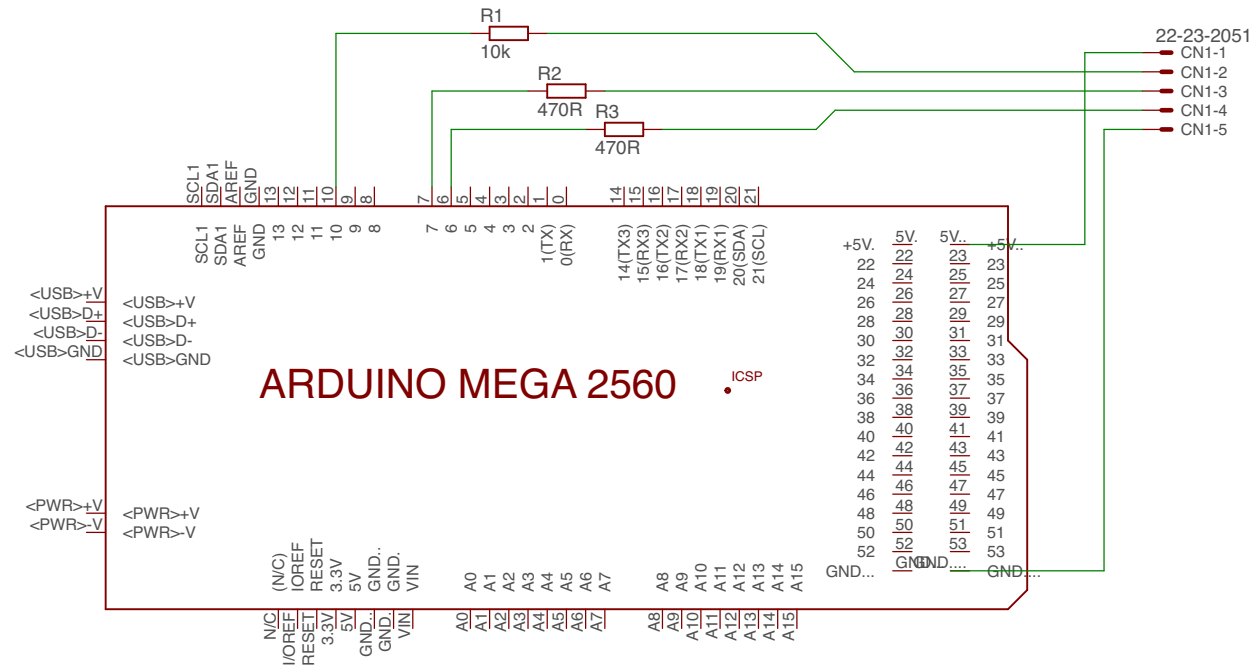 R1
10k
22-23-2051
CN1-1
CN1-2
R2
470R
CN1-3
R3
470R
CN1-4
CN1-5
SCL1
SDA1
AREF
GND
13
12
11
10
9
8
7
6
5
4
3
2
1
0
14
15
16
17
18
19
20
21
SCL1
SDA1
AREF
GND
13
12
11
10
9
8
7
6
5
4
3
2
1(TX)
0(RX)
14(TX3)
15(RX3)
16(TX2)
17(RX2)
18(TX1)
19(RX1)
20(SDA)
21(SCL)
+5V. 5V. 5V.. +5V..
22 22 23 23
24 24 25 25
26 26 27 27
28 28 29 29
30 30 31 31
32 32 33 33
34 34 35 35
36 36 37 37
38 38 39 39
40 40 41 41
42 42 43 43
44 44 45 45
46 46 47 47
48 48 49 49
50 50 51 51
52 52 53 53
GND... GND... GND.... GND....
<USB>+V <USB>+V
<USB>D+ <USB>D+
<USB>D- <USB>D-
<USB>GND <USB>GND
ARDUINO MEGA 2560
ICSP
<PWR>+V <PWR>+V
<PWR>-V <PWR>-V
(N/C)
IOREF
RESET
3.3V
5V
GND..
GND.
VIN
A0
A1
A2
A3
A4
A5
A6
A7
A8
A9
A10
A11
A12
A13
A14
A15
N/C
I/OREF
RESET
3.3V
5V
GND..
GND.
VIN
A0
A1
A2
A3
A4
A5
A6
A7
A8
A9
A10
A11
A12
A13
A14
A15